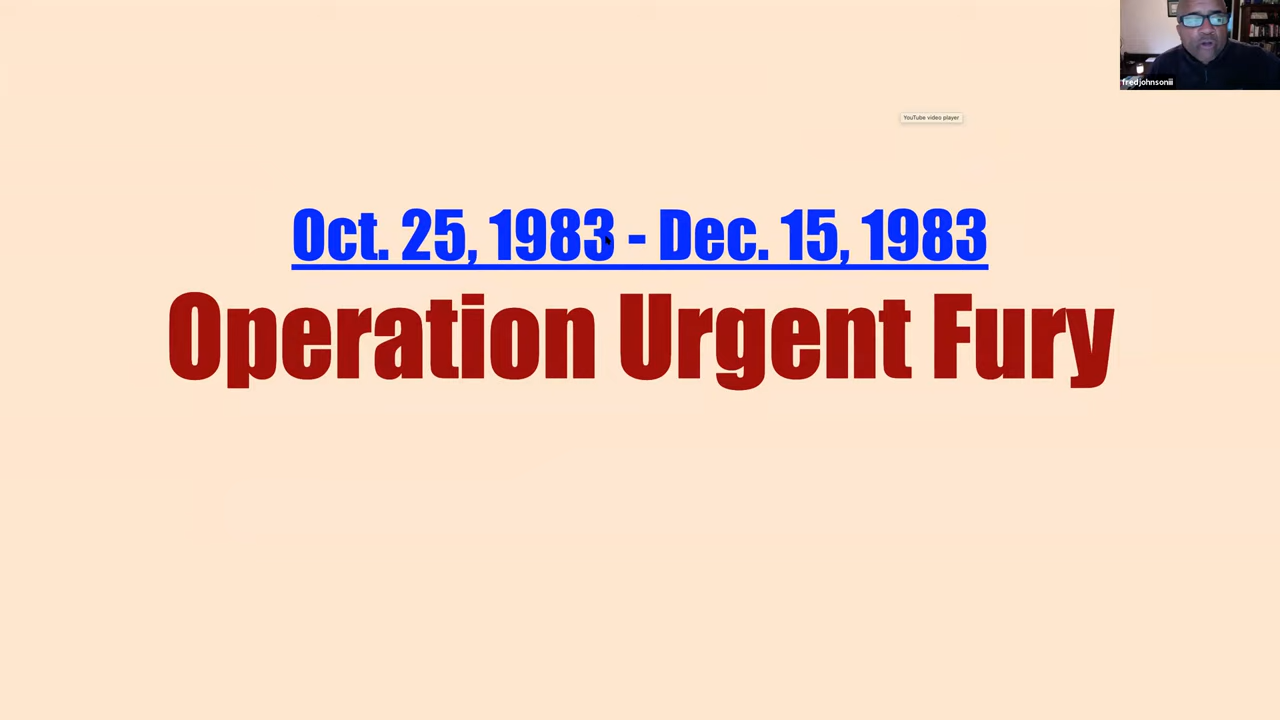 fredjohnsoniii
YouTube video player
Oct. 25, 1983 - Dec. 15, 1983
Operation Urgent Fury